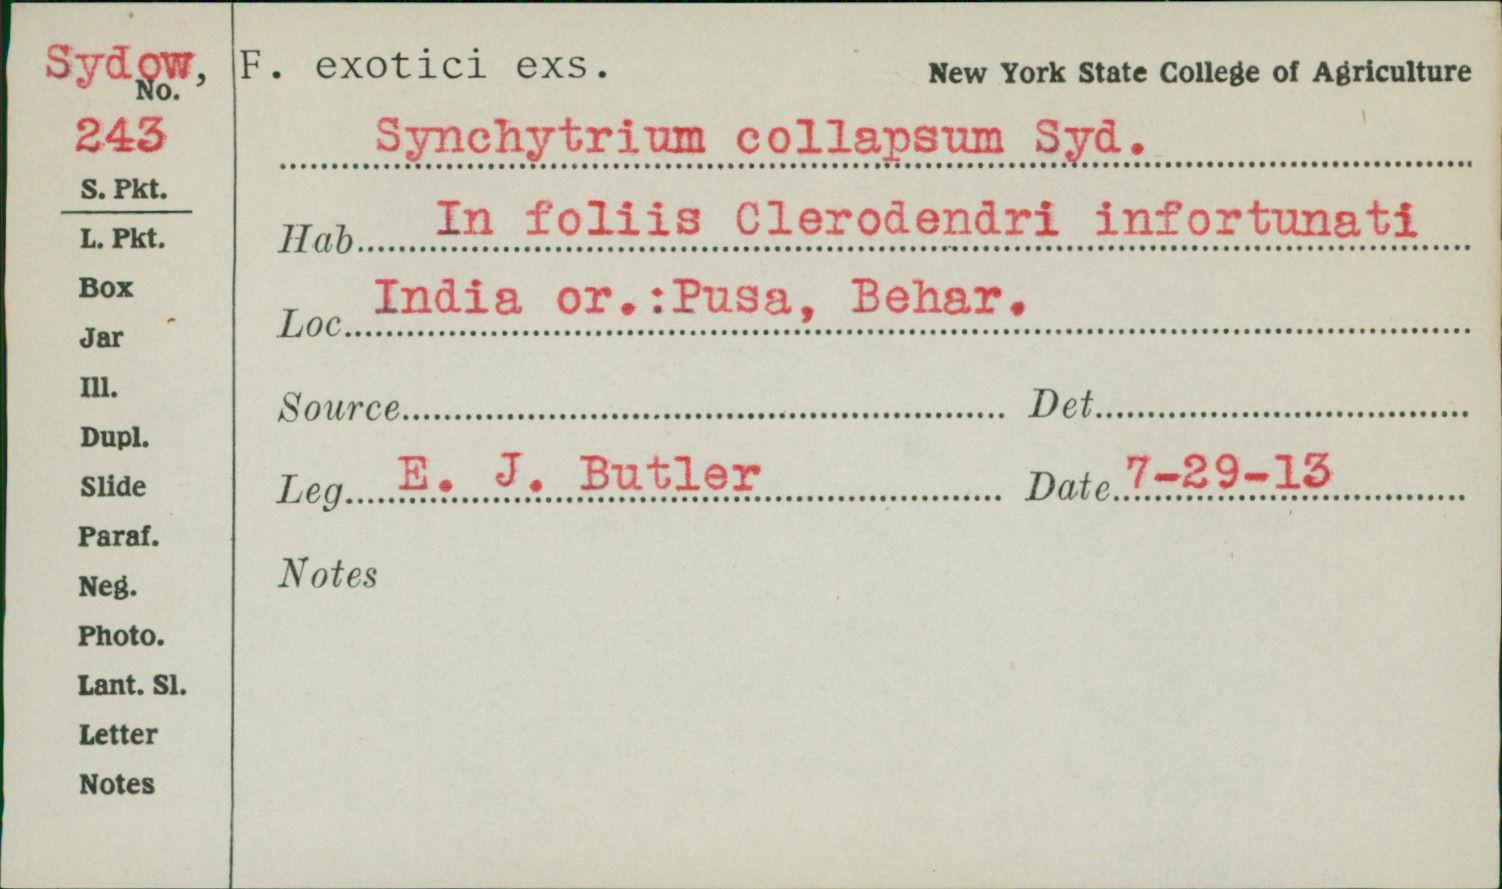 Sydow, F. exotici exs.
New York State College of Agriculture
No.
243
Synchytrium collapsum Syd.
S. Pkt.
Hab. In foliis Clerodendri infortunati
L. Pkt.
Box
Loc. India or.:Pusa, Behar.
Jar
Ill.
Source
Det.
Dupl.
Slide
Leg. E. J. Butler
Date 7-29-13
Paraf.
Notes
Neg.
Photo.
Lant. Sl.
Letter
Notes